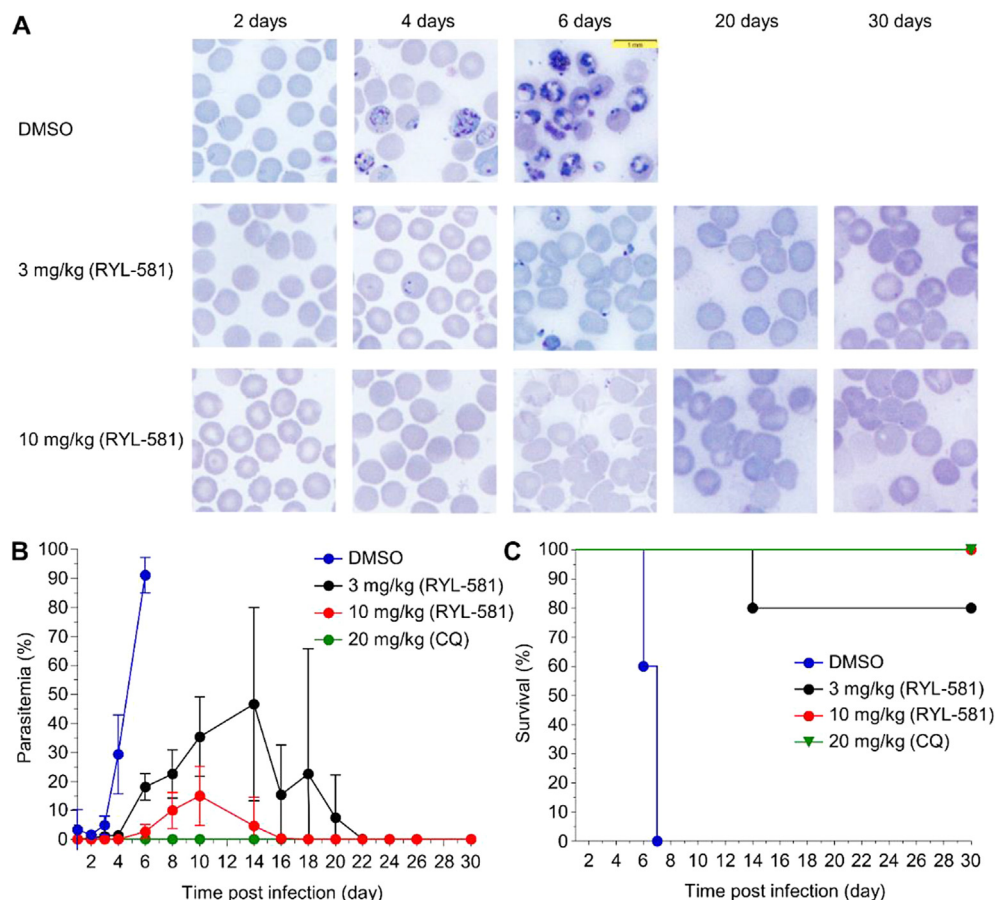 A
2 days
4 days
6 days
20 days
30 days
1 mm
DMSO
3 mg/kg (RYL-581)
10 mg/kg (RYL-581)
B
100
90
80
70
60
50
40
30
20
10
0
Parasitemia (%)
2 4 6 8 10 12 14 16 18 20 22 24 26 28 30
Time post infection (day)
DMSO
3 mg/kg (RYL-581)
10 mg/kg (RYL-581)
20 mg/kg (CQ)
C
100
90
80
70
60
50
40
30
20
10
0
Survival (%)
2 4 6 8 10 12 14 16 18 20 22 24 26 28 30
Time post infection (day)
DMSO
3 mg/kg (RYL-581)
10 mg/kg (RYL-581)
20 mg/kg (CQ)